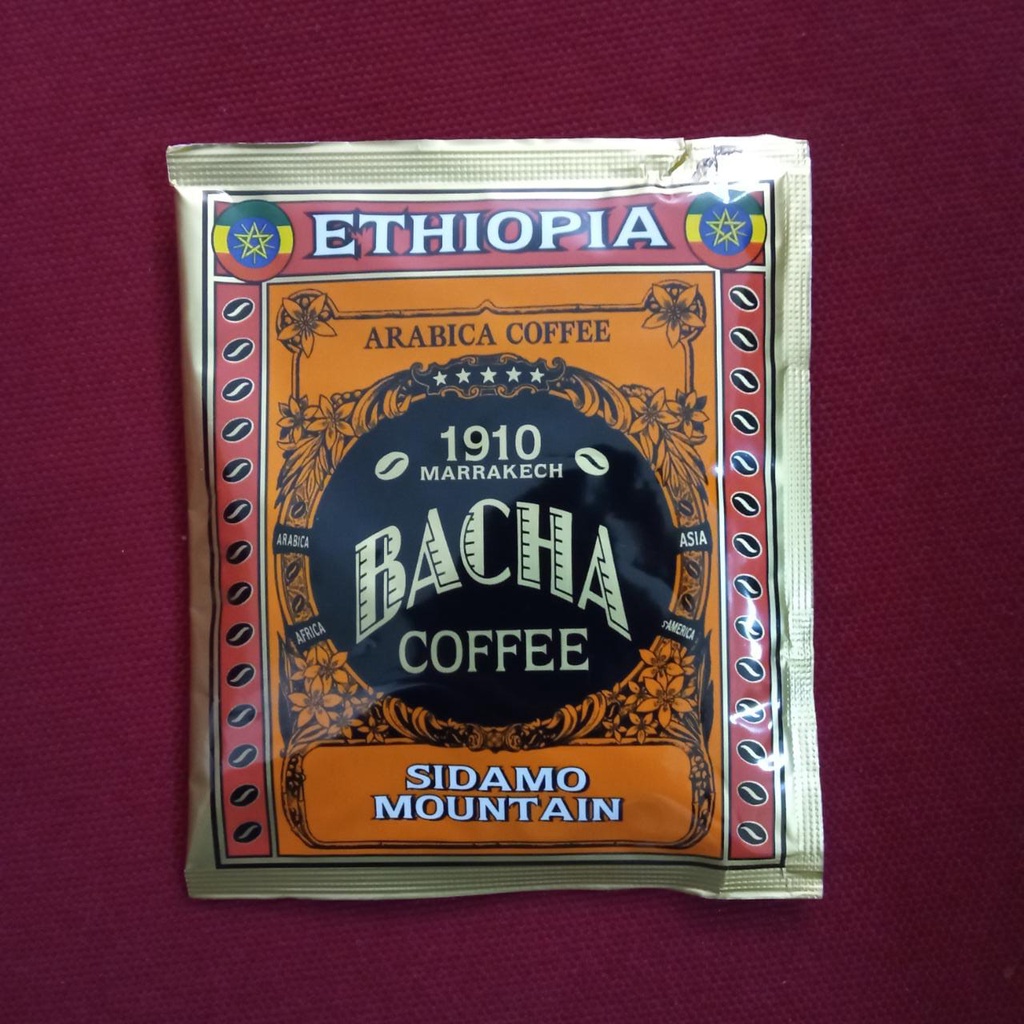 ETHIOPIA
ARABICA COFFEE
1910
MARRAKECH
BACHA
COFFEE
ARABICA
ASIA
AFRICA
S.AMERICA
SIDAMO
MOUNTAIN